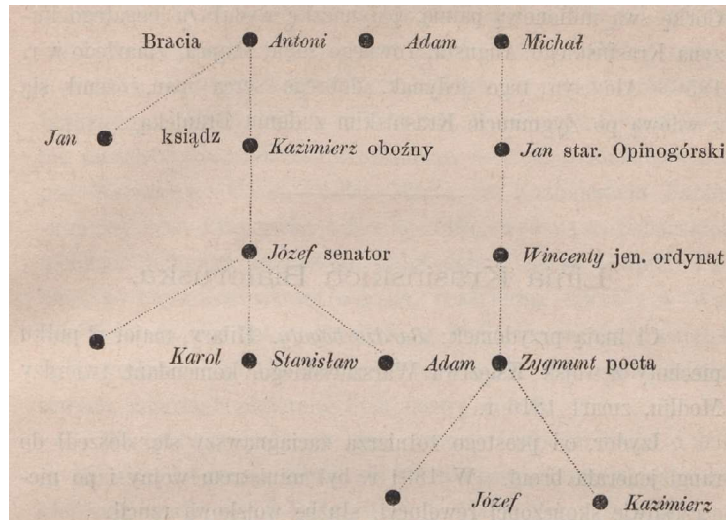 Bracia Antoni Adam Michał
Jan ksiądz Kazimierz oboźny Jan star. Opinogórski
Józef senator Wincenty jen. ordynat
Karol Stanisław Adam Zygmunt poeta
Józef Kazimierz